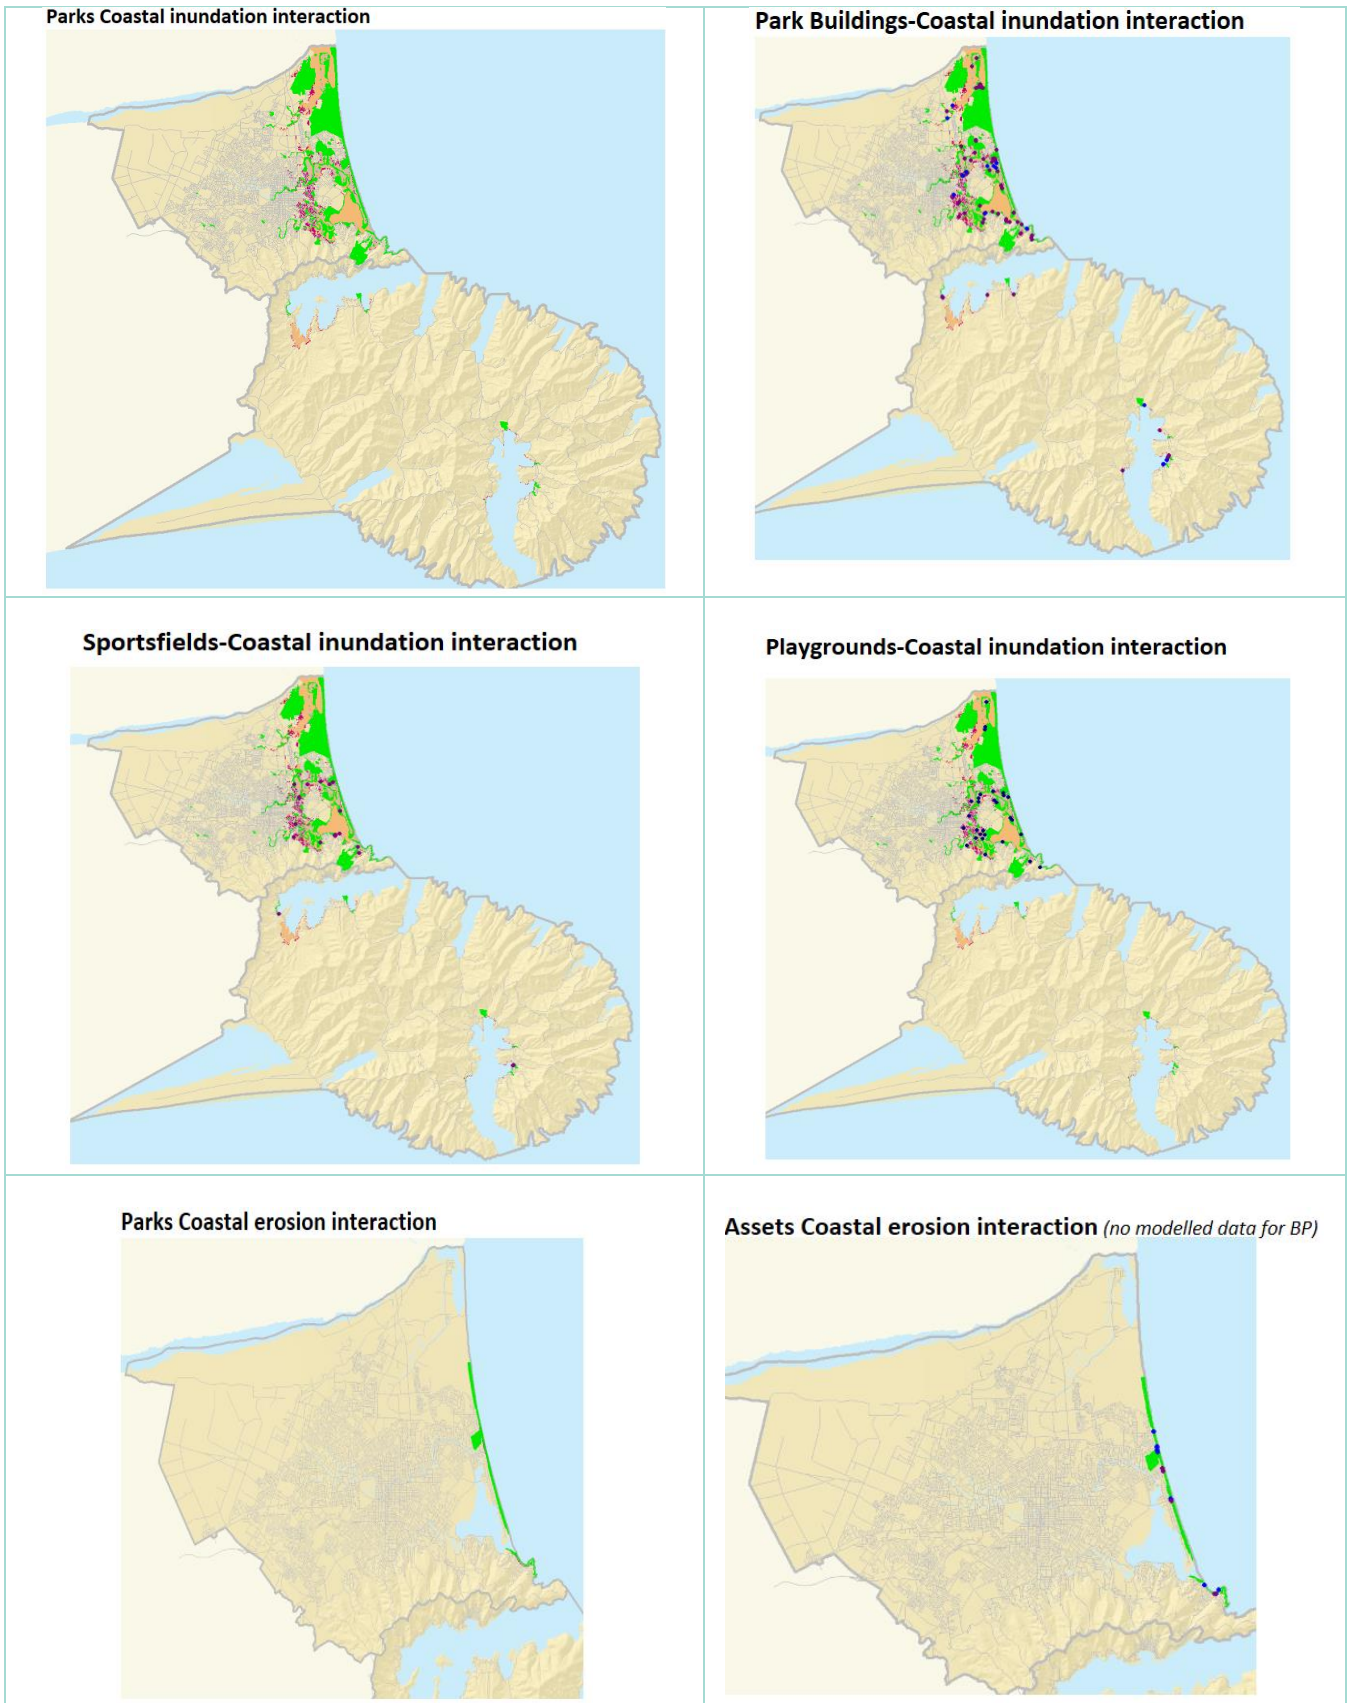 Parks Coastal inundation interaction
Park Buildings-Coastal inundation interaction
Sportsfields-Coastal inundation interaction
Playgrounds-Coastal inundation interaction
Parks Coastal erosion interaction
Assets Coastal erosion interaction (no modelled data for BP)